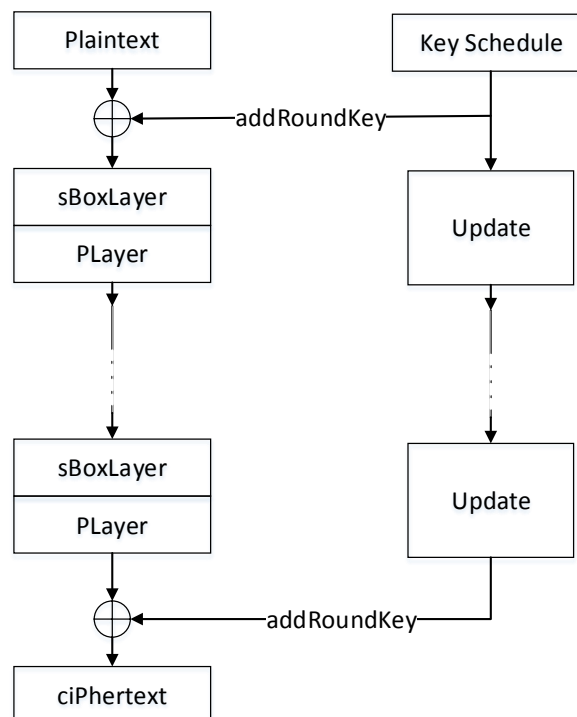 Plaintext
Key Schedule
addRoundKey
sBoxLayer
PLayer
Update
sBoxLayer
PLayer
Update
addRoundKey
ciPhertext